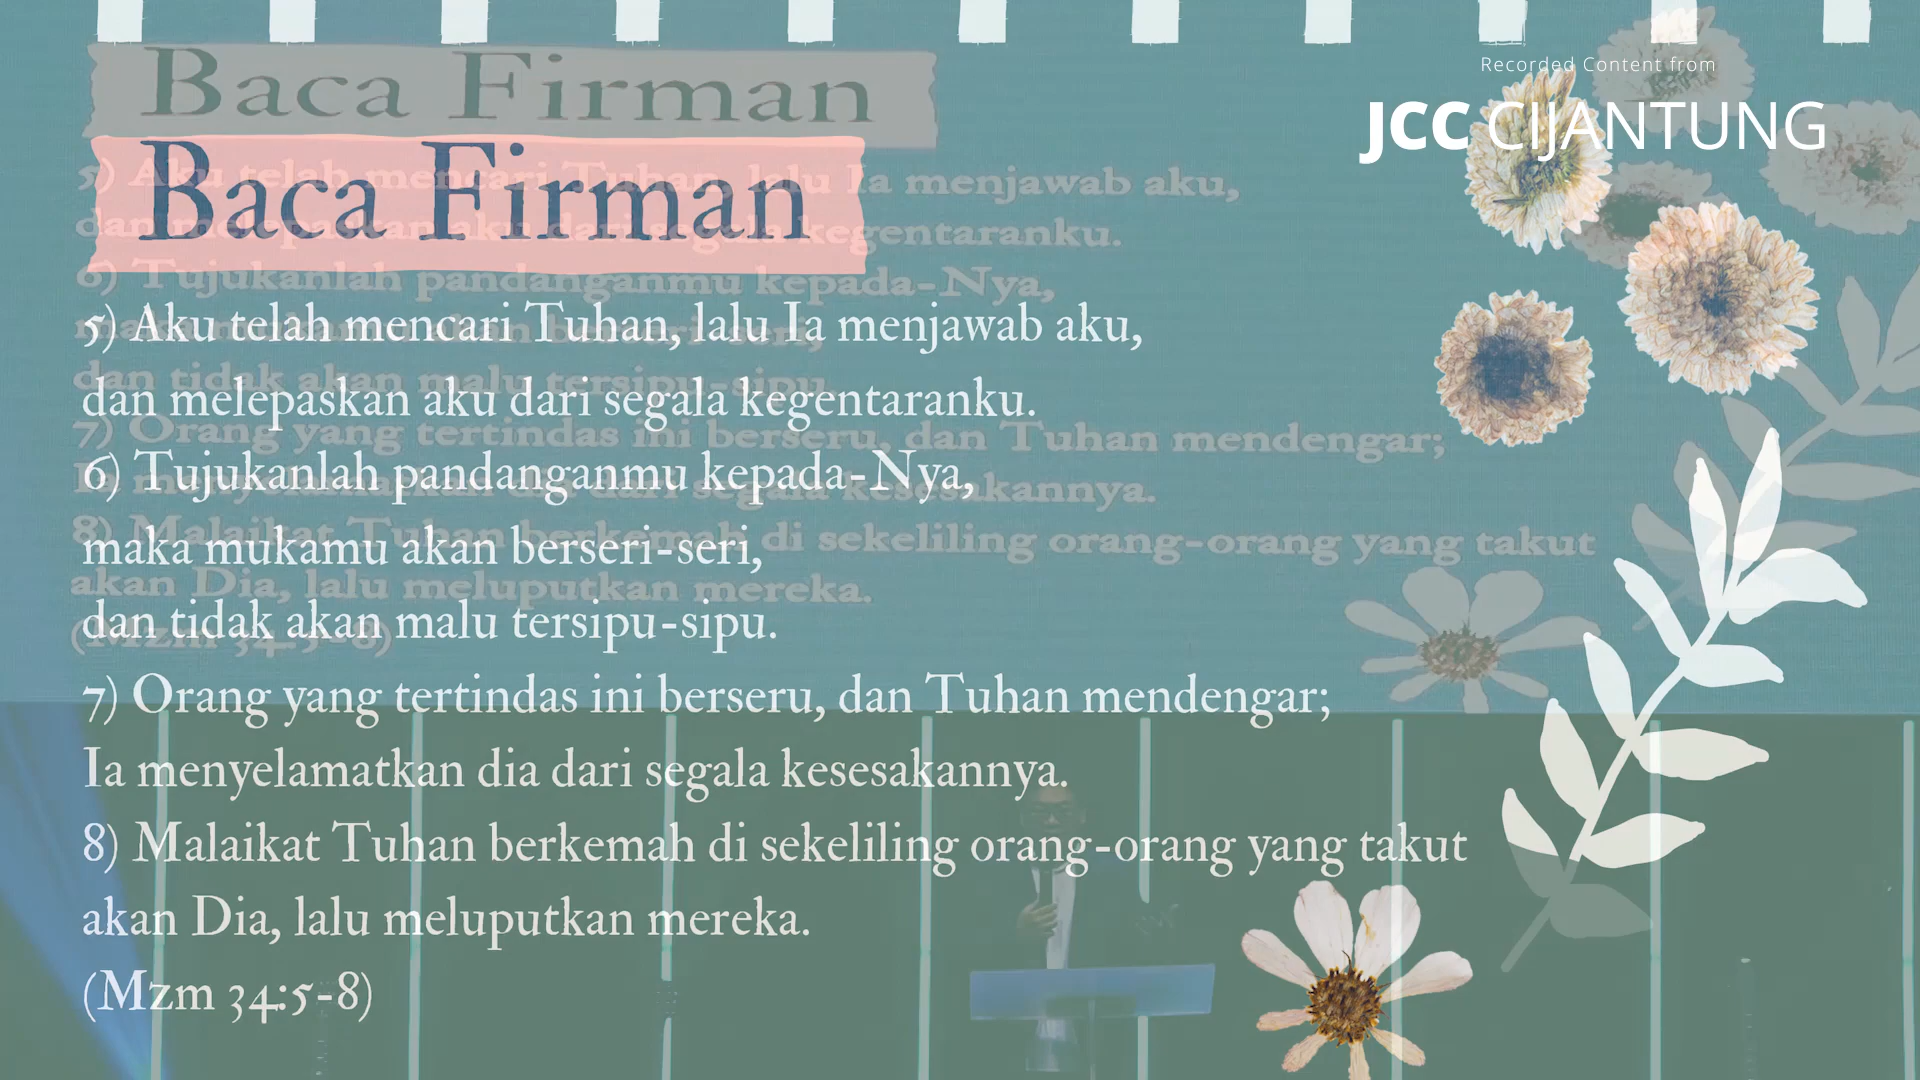 Recorded Content from
JCC CIJANTUNG
Baca Firman
Baca Firman
5) Aku telah mencari Tuhan, lalu Ia menjawab aku,
dan melepaskan aku dari segala kegentaranku.
6) Tujukanlah pandanganmu kepada-Nya,
maka mukamu akan berseri-seri,
dan tidak akan malu tersipu-sipu.
7) Orang yang tertindas ini berseru, dan Tuhan mendengar;
Ia menyelamatkan dia dari segala kesesakannya.
8) Malaikat Tuhan berkemah di sekeliling orang-orang yang takut
akan Dia, lalu meluputkan mereka.
(Mzm 34:5-8)